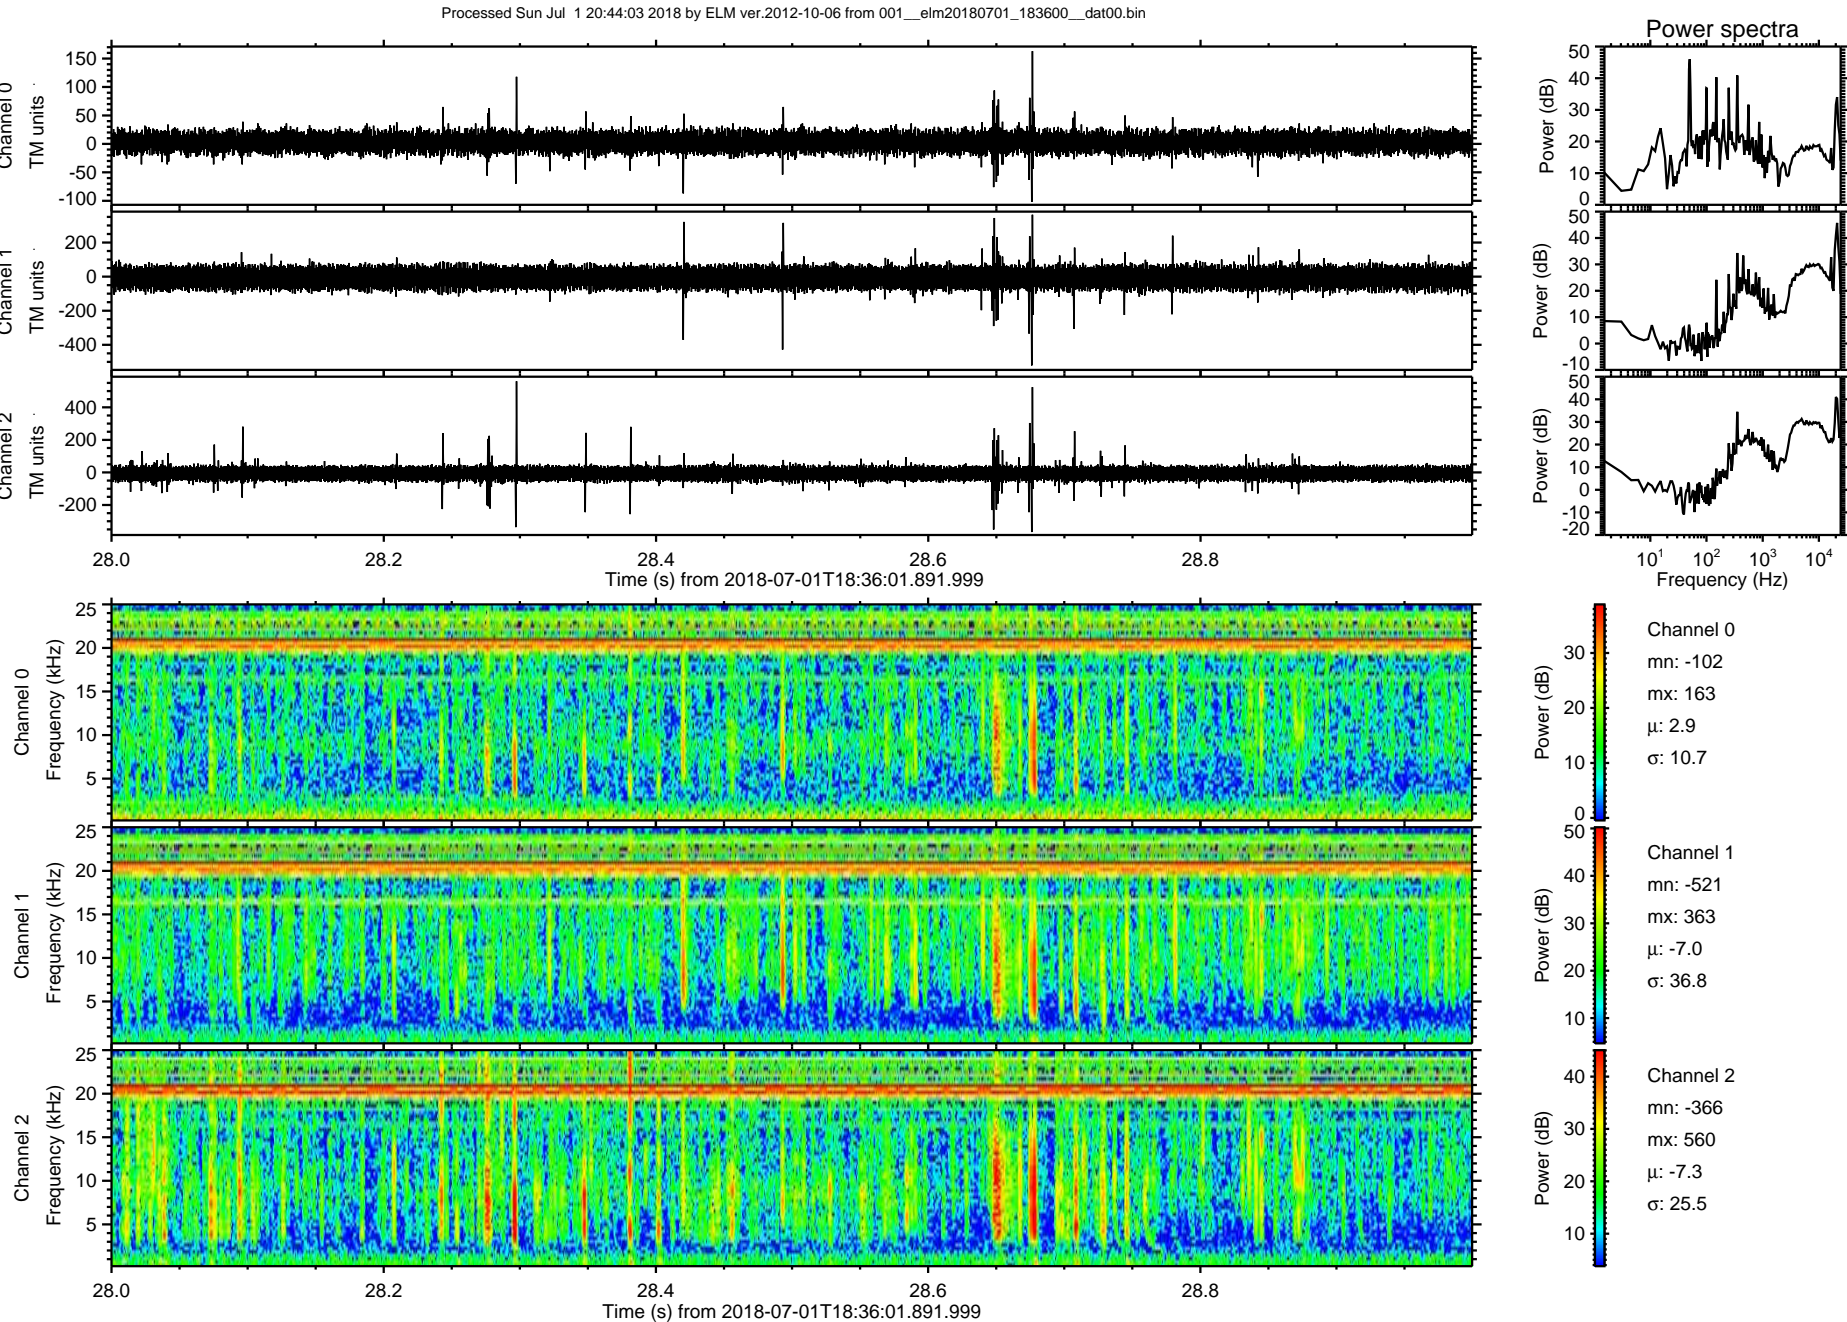 Processed Sun Jul  1 20:44:03 2018 by ELM ver.2012-10-06 from 001__elm20180701_183600__dat00.bin
Power spectra
Channel 0
TM units
150
100
50
0
-50
-100
Power (dB)
50
40
30
20
10
0
Channel 1
TM units
200
0
-200
-400
Power (dB)
50
40
30
20
10
0
-10
Channel 2
TM units
400
200
0
-200
Power (dB)
50
40
30
20
10
0
-10
-20
28.0 28.2 28.4 28.6 28.8
Time (s) from 2018-07-01T18:36:01.891.999
10¹ 10² 10³ 10⁴
Frequency (Hz)
Channel 0
Frequency (kHz)
25
20
15
10
5
Power (dB)
30
20
10
0
Channel 0
mn: -102
mx: 163
μ: 2.9
σ: 10.7
Channel 1
Frequency (kHz)
25
20
15
10
5
Power (dB)
50
40
30
20
10
Channel 1
mn: -521
mx: 363
μ: -7.0
σ: 36.8
Channel 2
Frequency (kHz)
25
20
15
10
5
Power (dB)
40
30
20
10
Channel 2
mn: -366
mx: 560
μ: -7.3
σ: 25.5
28.0 28.2 28.4 28.6 28.8
Time (s) from 2018-07-01T18:36:01.891.999